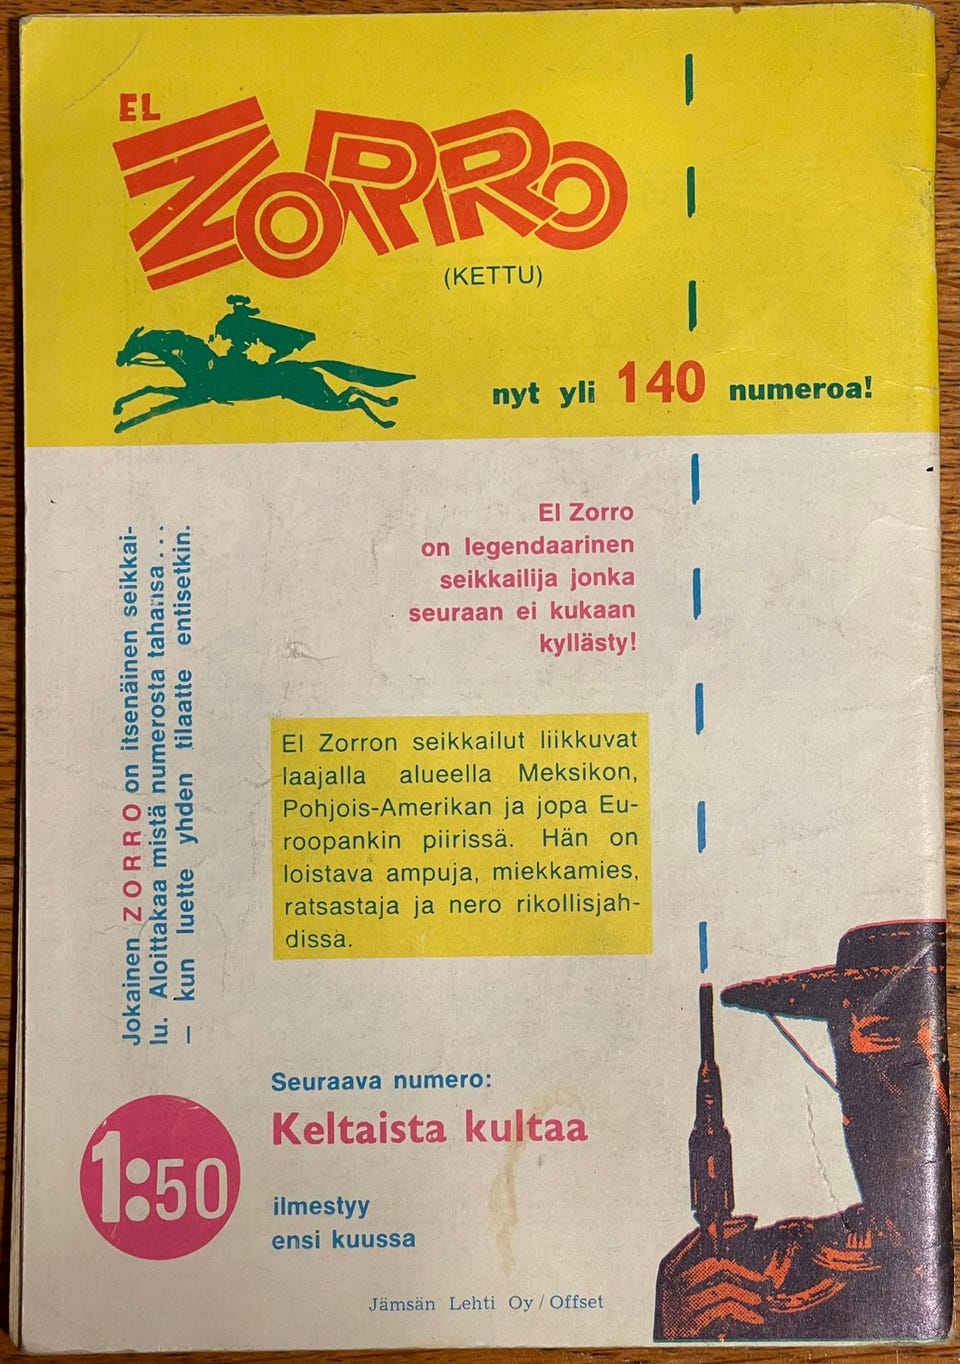 EL
ZORRO
(KETTU)
nyt yli 140 numeroa!
El Zorro
on legendaarinen
seikkailija jonka
seuraan ei kukaan
kyllästy!
Jokainen ZORRO on itsenäinen seikkai-
lu. Aloittakaa mistä numerosta tahansa...
— kun luette yhden tilaatte entisetkin.
El Zorron seikkailut liikkuvat
laajalla alueella Meksikon,
Pohjois-Amerikan ja jopa Eu-
roopankin piirissä. Hän on
loistava ampuja, miekkamies,
ratsastaja ja nero rikollisjah-
dissa.
Seuraava numero:
Keltaista kultaa
1:50
ilmestyy
ensi kuussa
Jämsän Lehti Oy / Offset